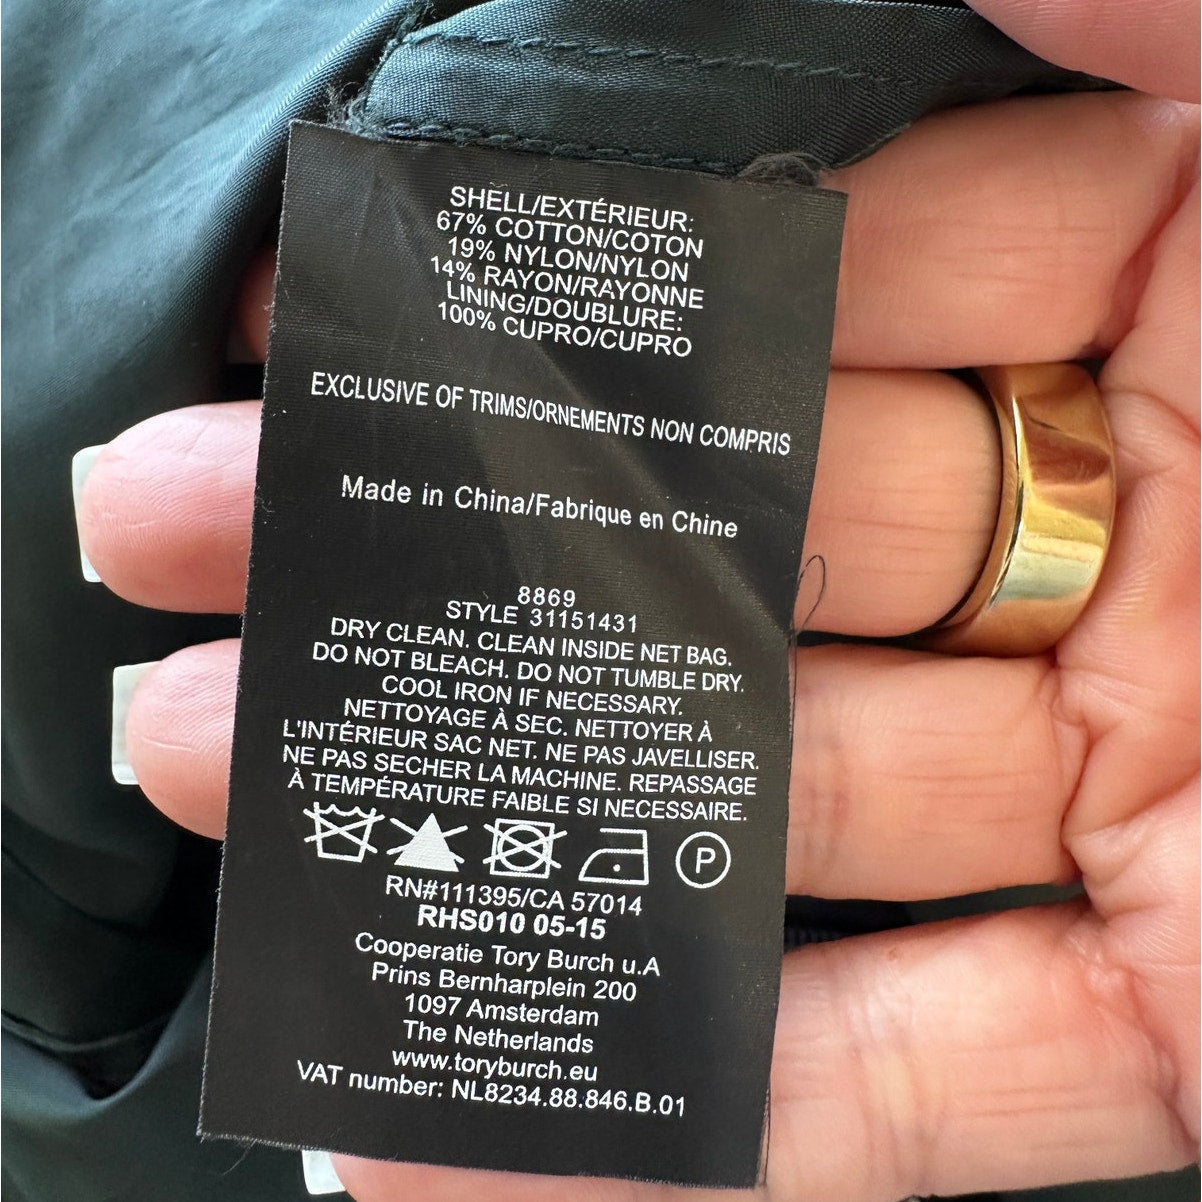 SHELL/EXTÉRIEUR:
67% COTTON/COTON
19% NYLON/NYLON
14% RAYON/RAYONNE
LINING/DOUBLURE:
100% CUPRO/CUPRO
EXCLUSIVE OF TRIMS/ORNEMENTS NON COMPRIS
Made in China/Fabrique en Chine
8869
STYLE 31151431
DRY CLEAN. CLEAN INSIDE NET BAG.
DO NOT BLEACH. DO NOT TUMBLE DRY.
COOL IRON IF NECESSARY.
NETTOYAGE À SEC. NETTOYER À
L'INTÉRIEUR SAC NET. NE PAS JAVELLISER.
NE PAS SECHER LA MACHINE. REPASSAGE
À TEMPÉRATURE FAIBLE SI NECESSAIRE.
P
RN#111395/CA 57014
RHS010 05-15
Cooperatie Tory Burch u.A
Prins Bernharplein 200
1097 Amsterdam
The Netherlands
www.toryburch.eu
VAT number: NL8234.88.846.B.01